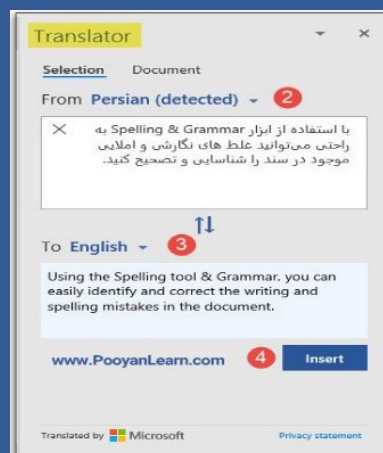 Translator
Selection Document
From Persian (detected) 2
با استفاده از ابزار Spelling & Grammar به
راحتی می‌توانید غلط های نگارشی و املایی
موجود در سند را شناسایی و تصحیح کنید.
To English 3
Using the Spelling tool & Grammar, you can
easily identify and correct the writing and
spelling mistakes in the document.
www.PooyanLearn.com 4 Insert
Translated by Microsoft Privacy statement